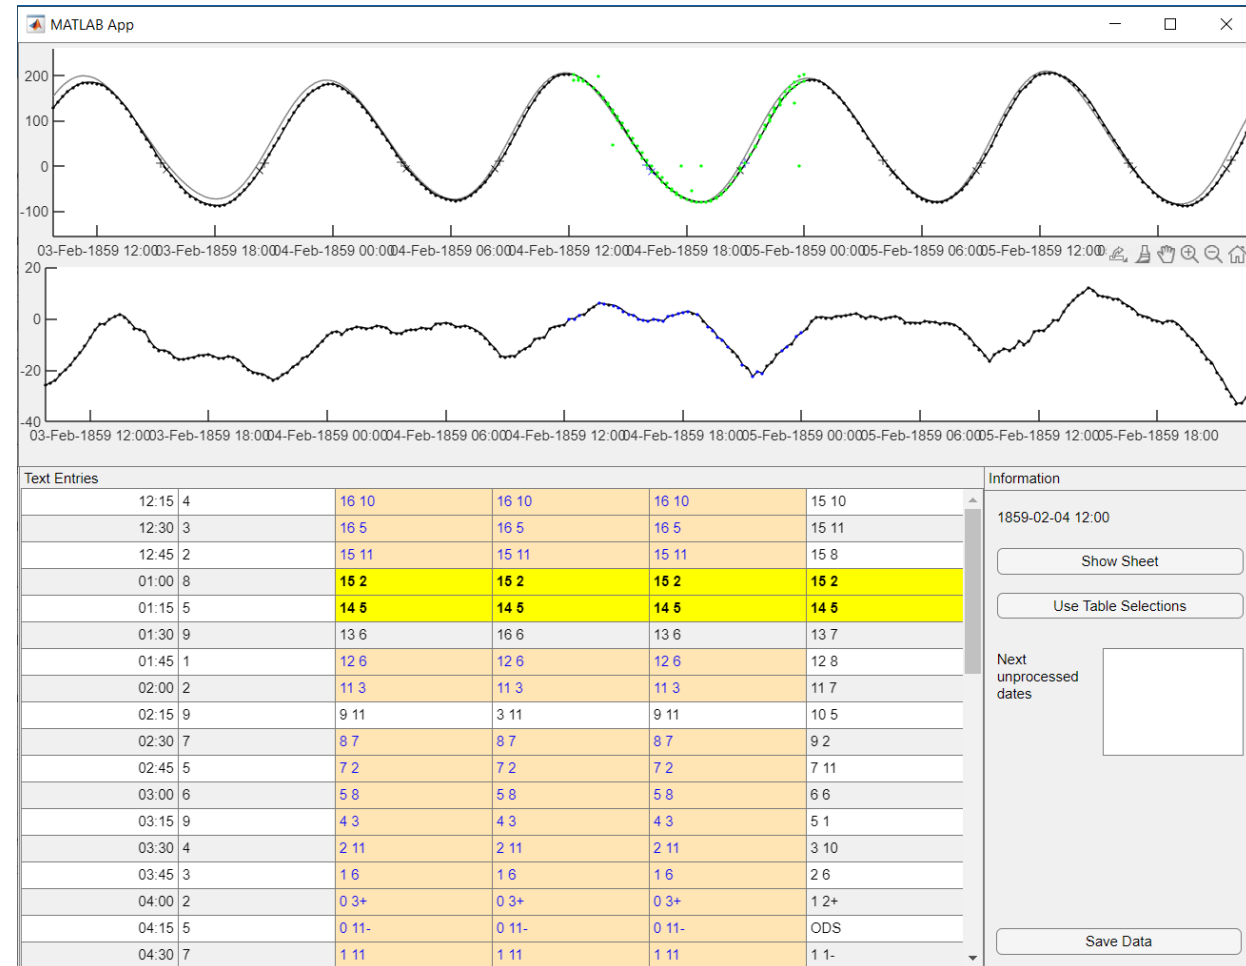 MATLAB App
200
100
0
-100
03-Feb-1859 12:00 03-Feb-1859 18:00 04-Feb-1859 00:00 04-Feb-1859 06:00 04-Feb-1859 12:00 04-Feb-1859 18:00 05-Feb-1859 00:00 05-Feb-1859 06:00 05-Feb-1859 12:00
20
0
-20
-40
03-Feb-1859 12:00 03-Feb-1859 18:00 04-Feb-1859 00:00 04-Feb-1859 06:00 04-Feb-1859 12:00 04-Feb-1859 18:00 05-Feb-1859 00:00 05-Feb-1859 06:00 05-Feb-1859 12:00 05-Feb-1859 18:00
Text Entries
12:15 4 16 10 16 10 16 10 15 10
12:30 3 16 5 16 5 16 5 15 11
12:45 2 15 11 15 11 15 11 15 8
01:00 8 15 2 15 2 15 2 15 2
01:15 5 14 5 14 5 14 5 14 5
01:30 9 13 6 16 6 13 6 13 7
01:45 1 12 6 12 6 12 6 12 8
02:00 2 11 3 11 3 11 3 11 7
02:15 9 9 11 3 11 9 11 10 5
02:30 7 8 7 8 7 8 7 9 2
02:45 5 7 2 7 2 7 2 7 11
03:00 6 5 8 5 8 5 8 6 6
03:15 9 4 3 4 3 4 3 5 1
03:30 4 2 11 2 11 2 11 3 10
03:45 3 1 6 1 6 1 6 2 6
04:00 2 0 3+ 0 3+ 0 3+ 1 2+
04:15 5 0 11- 0 11- 0 11- ODS
04:30 7 1 11 1 11 1 11 1 1-
Information
1859-02-04 12:00
Show Sheet
Use Table Selections
Next
unprocessed
dates
Save Data